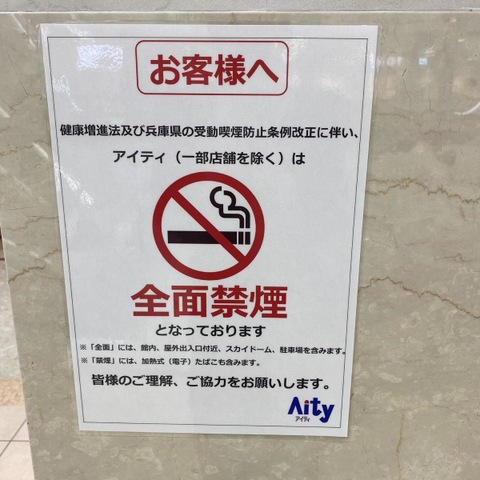 お客様へ
健康増進法及び兵庫県の受動喫煙防止条例改正に伴い、
アイティ（一部店舗を除く）は
全面禁煙
となっております
※「全面」には、館内、屋外出入口付近、スカイドーム、駐車場を含みます。
※「禁煙」には、加熱式（電子）たばこも含みます。
皆様のご理解、ご協力をお願いします。
Aity
アイティ